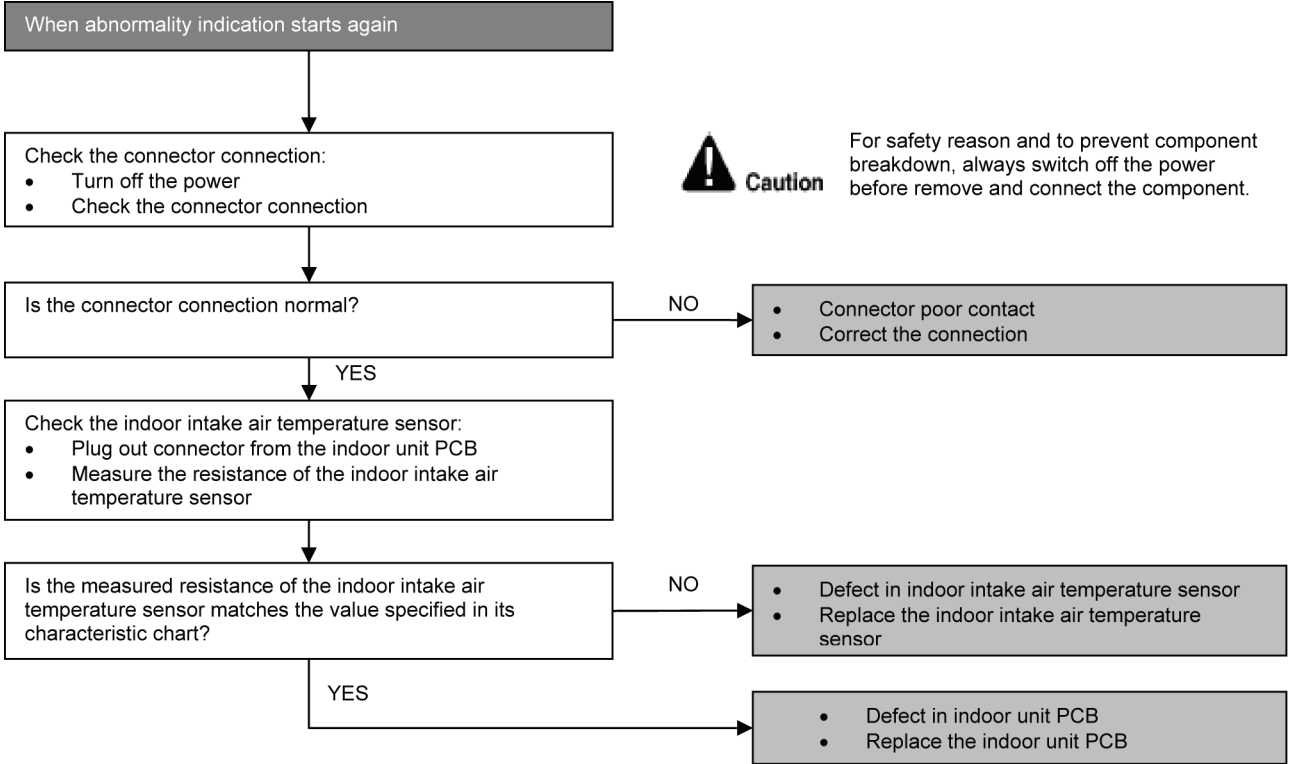 When abnormality indication starts again
Check the connector connection:
• Turn off the power
• Check the connector connection
Caution
For safety reason and to prevent component
breakdown, always switch off the power
before remove and connect the component.
Is the connector connection normal?
NO
• Connector poor contact
• Correct the connection
YES
Check the indoor intake air temperature sensor:
• Plug out connector from the indoor unit PCB
• Measure the resistance of the indoor intake air
temperature sensor
Is the measured resistance of the indoor intake air
temperature sensor matches the value specified in its
characteristic chart?
NO
• Defect in indoor intake air temperature sensor
• Replace the indoor intake air temperature
sensor
YES
• Defect in indoor unit PCB
• Replace the indoor unit PCB